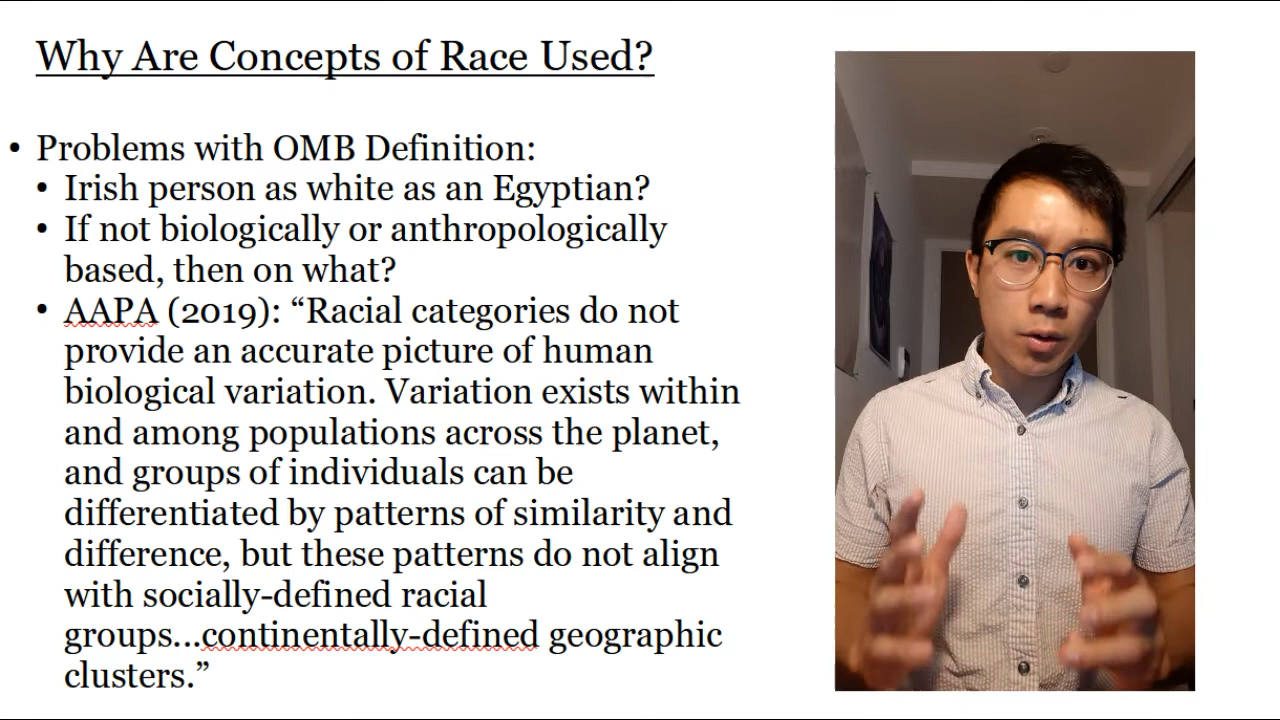 Why Are Concepts of Race Used?
• Problems with OMB Definition:
• Irish person as white as an Egyptian?
• If not biologically or anthropologically
based, then on what?
• AAPA (2019): “Racial categories do not
provide an accurate picture of human
biological variation. Variation exists within
and among populations across the planet,
and groups of individuals can be
differentiated by patterns of similarity and
difference, but these patterns do not align
with socially-defined racial
groups...continentally-defined geographic
clusters.”